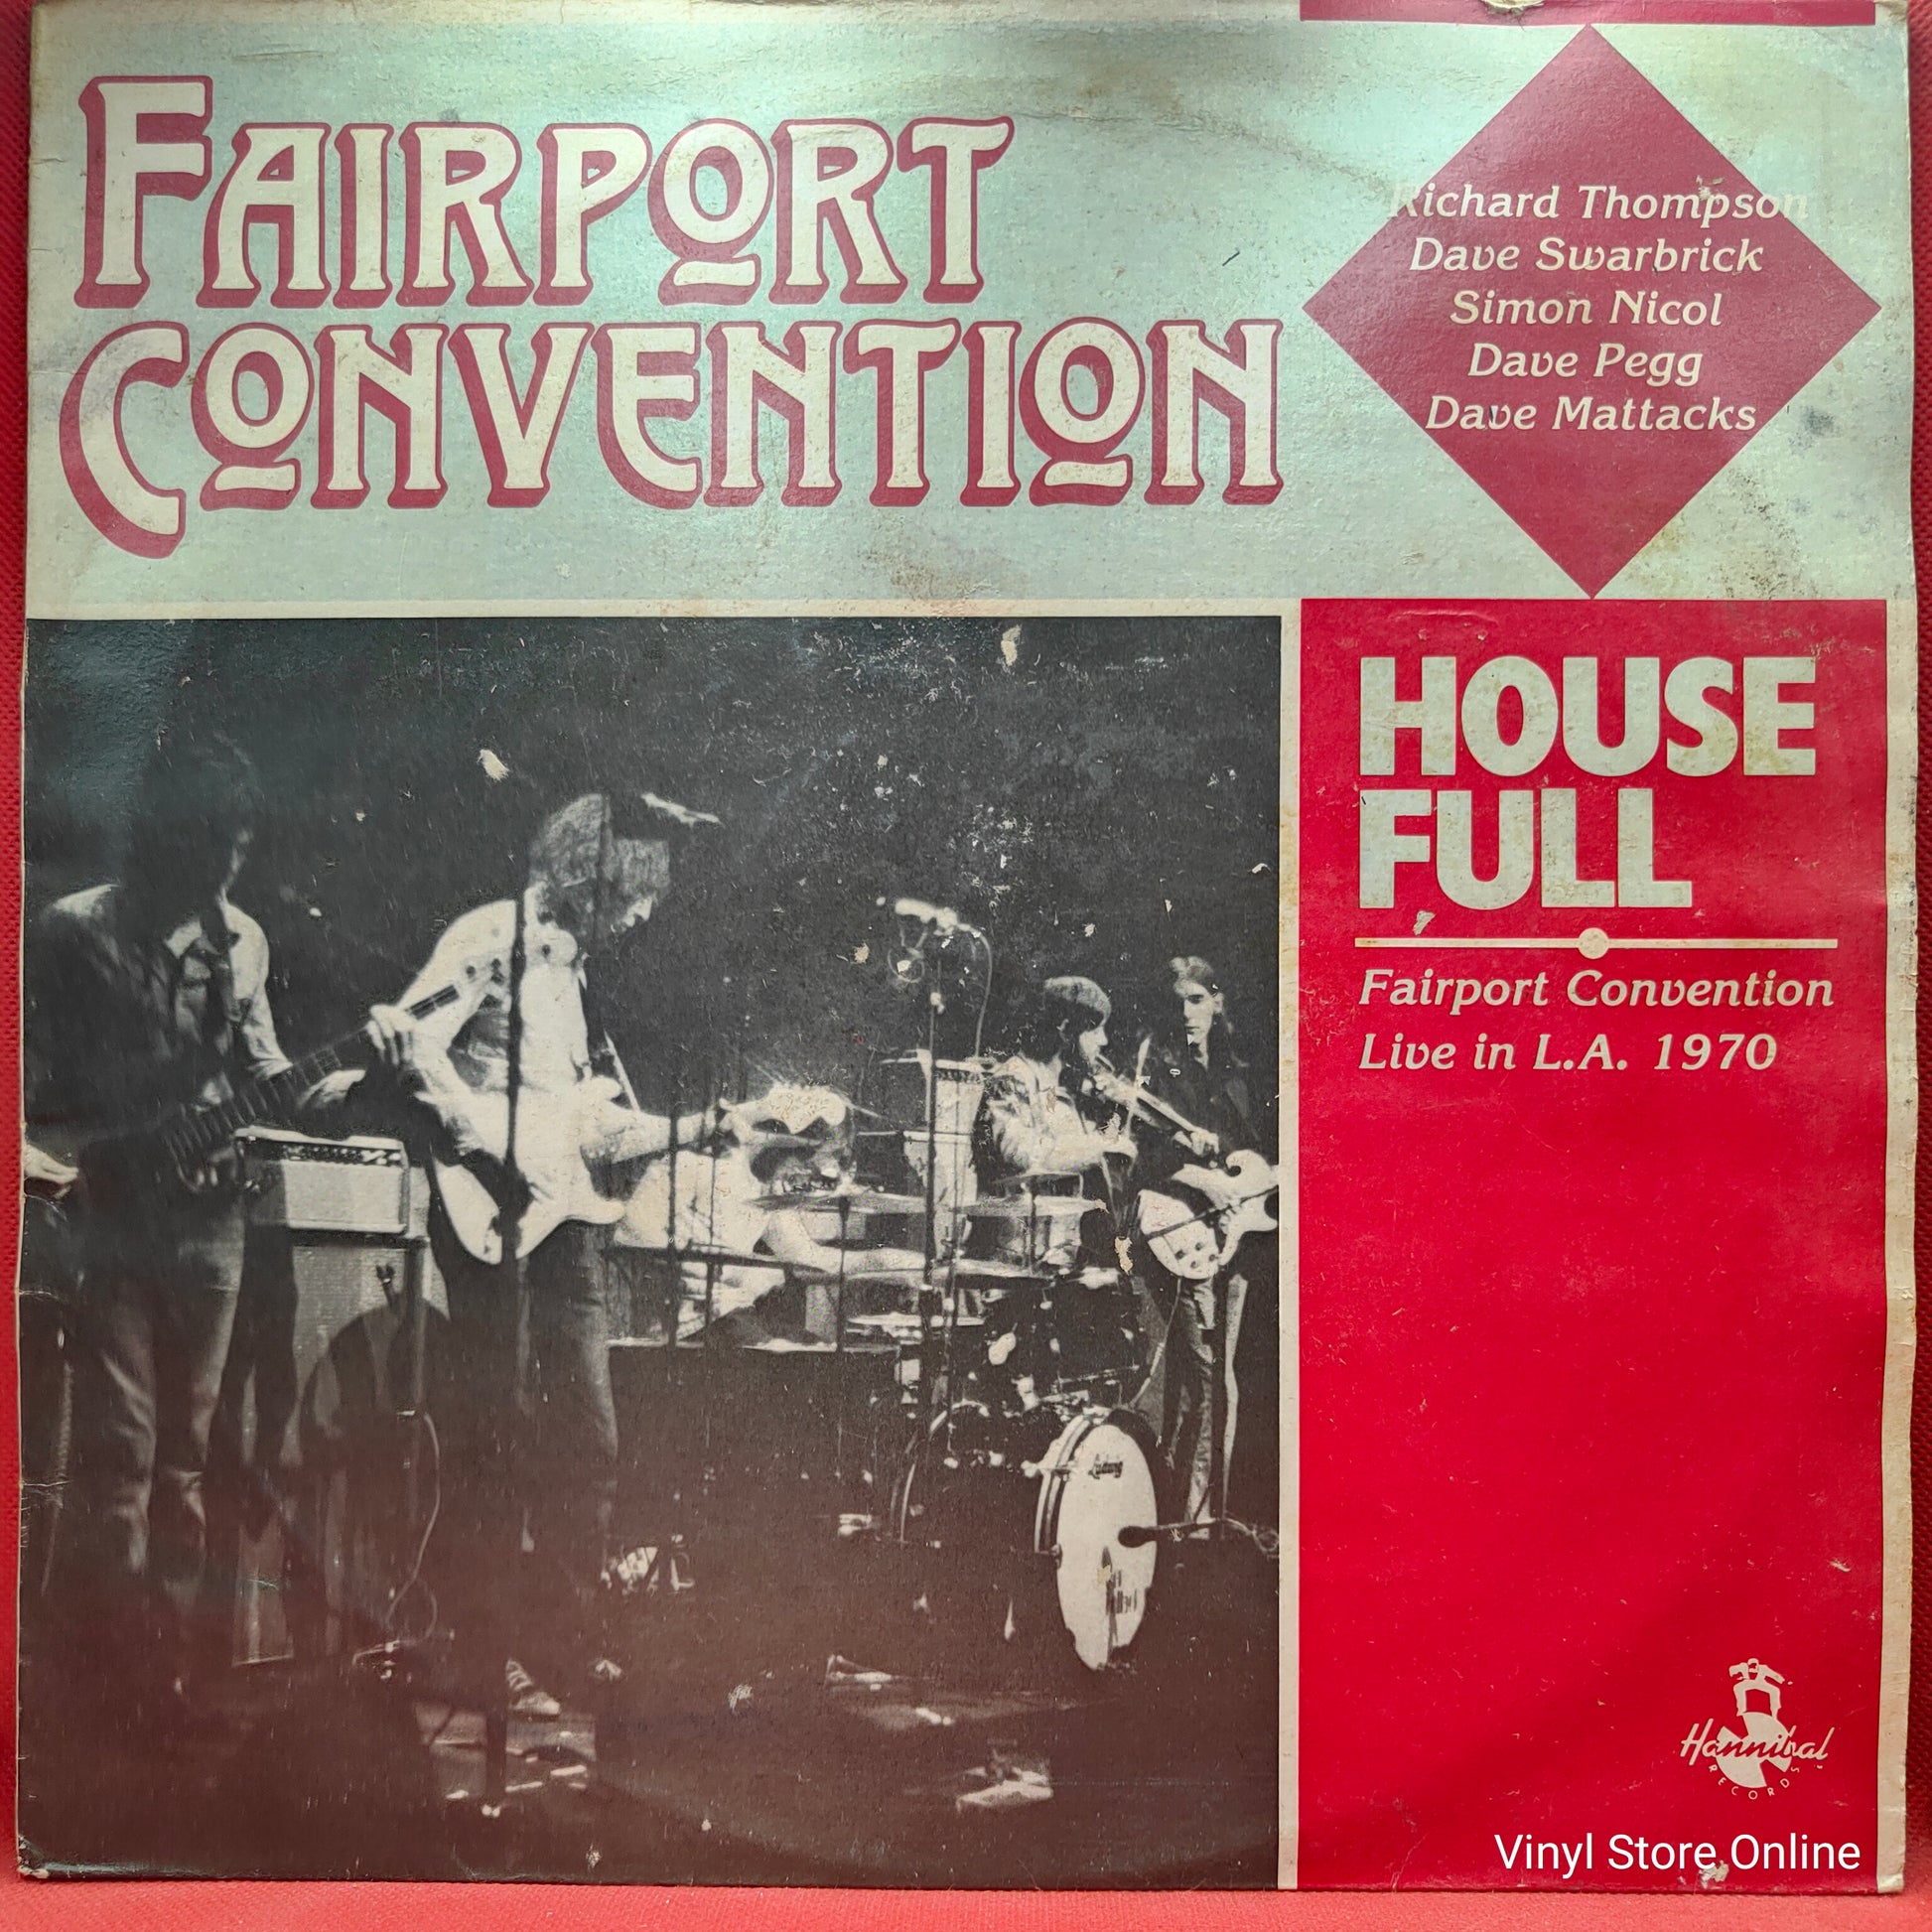 FAIRPORT
CONVENTION
Richard Thompson
Dave Swarbrick
Simon Nicol
Dave Pegg
Dave Mattacks
HOUSE
FULL
Fairport Convention
Live in L.A. 1970
Ludwig
Hannibal
RECORDS
Vinyl Store Online